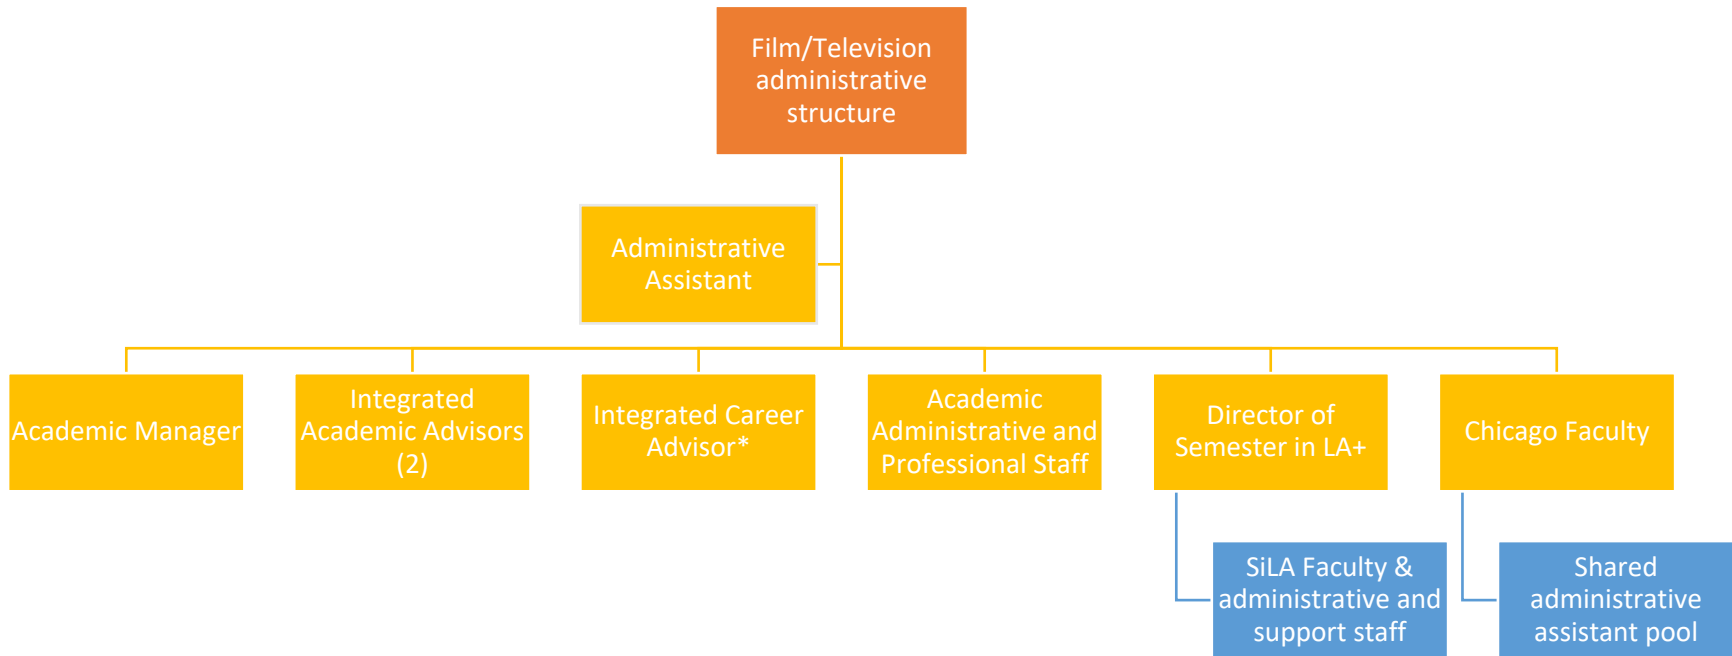 Film/Television
administrative
structure
Administrative
Assistant
Academic Manager
Integrated
Academic Advisors
(2)
Integrated Career
Advisor*
Academic
Administrative and
Professional Staff
Director of
Semester in LA+
Chicago Faculty
SiLA Faculty &
administrative and
support staff
Shared
administrative
assistant pool